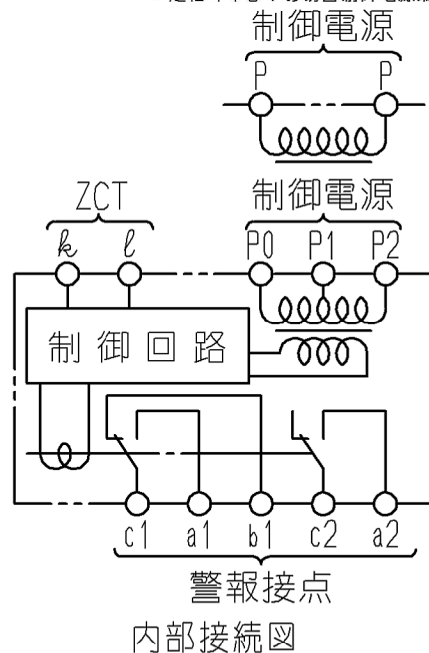 制御電源
P P
ZCT
制御電源
k ℓ P0 P1 P2
制御回路
c1 a1 b1 c2 a2
警報接点
内部接続図